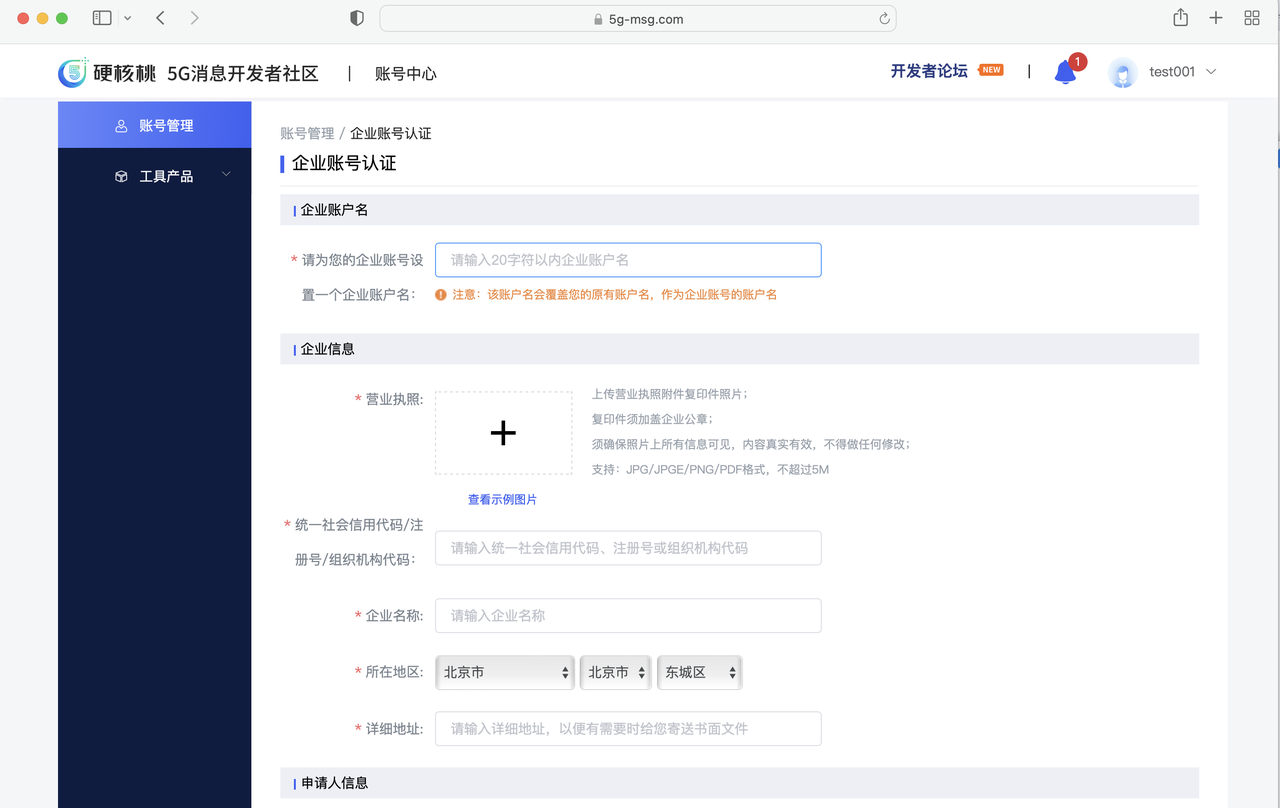 5g-msg.com
硬核桃 5G消息开发者社区 | 账号中心
开发者论坛 NEW | 1 test001
账号管理
工具产品
账号管理 / 企业账号认证
企业账号认证
企业账户名
* 请为您的企业账号设
置一个企业账户名：
请输入20字符以内企业账户名
注意：该账户名会覆盖您的原有账户名，作为企业账号的账户名
企业信息
* 营业执照:
上传营业执照附件复印件照片；
复印件须加盖企业公章；
须确保照片上所有信息可见，内容真实有效，不得做任何修改；
支持：JPG/JPGE/PNG/PDF格式，不超过5M
查看示例图片
* 统一社会信用代码/注
册号/组织机构代码：
请输入统一社会信用代码、注册号或组织机构代码
* 企业名称: 请输入企业名称
* 所在地区: 北京市 北京市 东城区
* 详细地址: 请输入详细地址，以便有需要时给您寄送书面文件
申请人信息